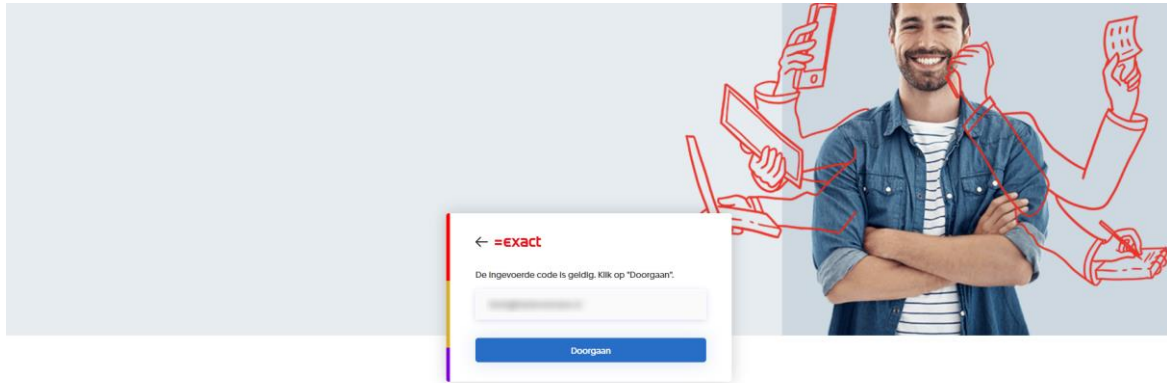 =exact
De ingevoerde code is geldig. Klik op "Doorgaan".
Doorgaan